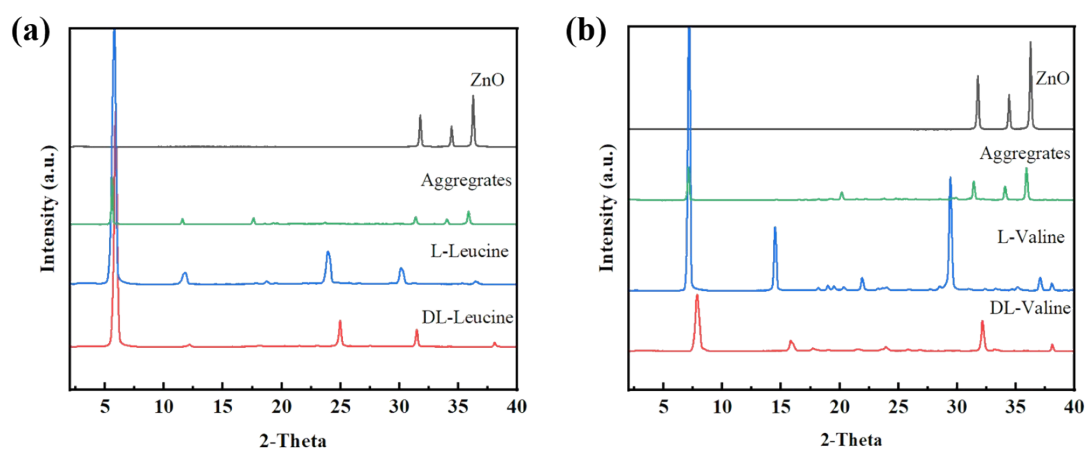 (a)
ZnO
Aggregrates
L-Leucine
DL-Leucine
Intensity (a.u.)
5 10 15 20 25 30 35 40
2-Theta
(b)
ZnO
Aggregrates
L-Valine
DL-Valine
Intensity (a.u.)
5 10 15 20 25 30 35 40
2-Theta